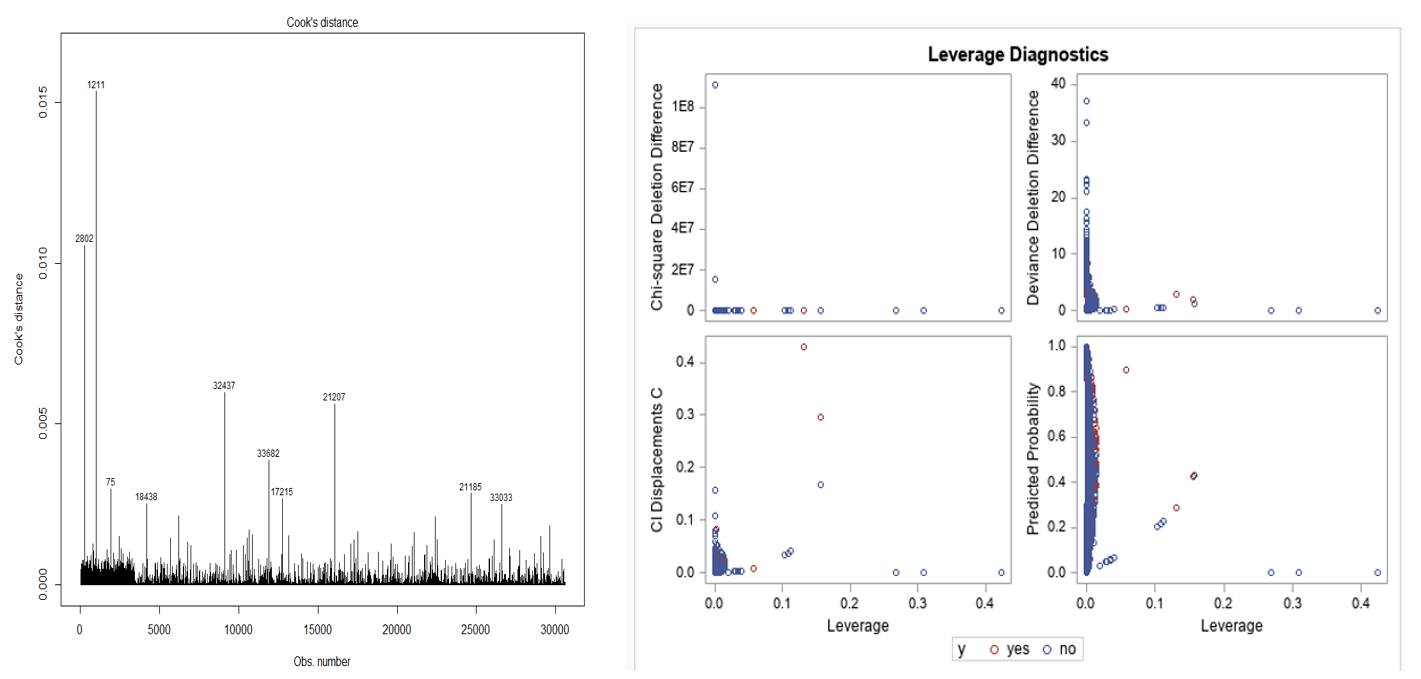 Cook's distance
Cook's distance
0.015
0.010
0.005
0.000
1211
2802
32437
21207
33682
75
18438
17215
21185
33033
0 5000 10000 15000 20000 25000 30000
Obs. number
Leverage Diagnostics
Chi-square Deletion Difference
1E8
8E7
6E7
4E7
2E7
0
Deviance Deletion Difference
40
30
20
10
0
CI Displacements C
0.4
0.3
0.2
0.1
0.0
0.0 0.1 0.2 0.3 0.4
Leverage
Predicted Probability
1.0
0.8
0.6
0.4
0.2
0.0
0.0 0.1 0.2 0.3 0.4
Leverage
y yes no